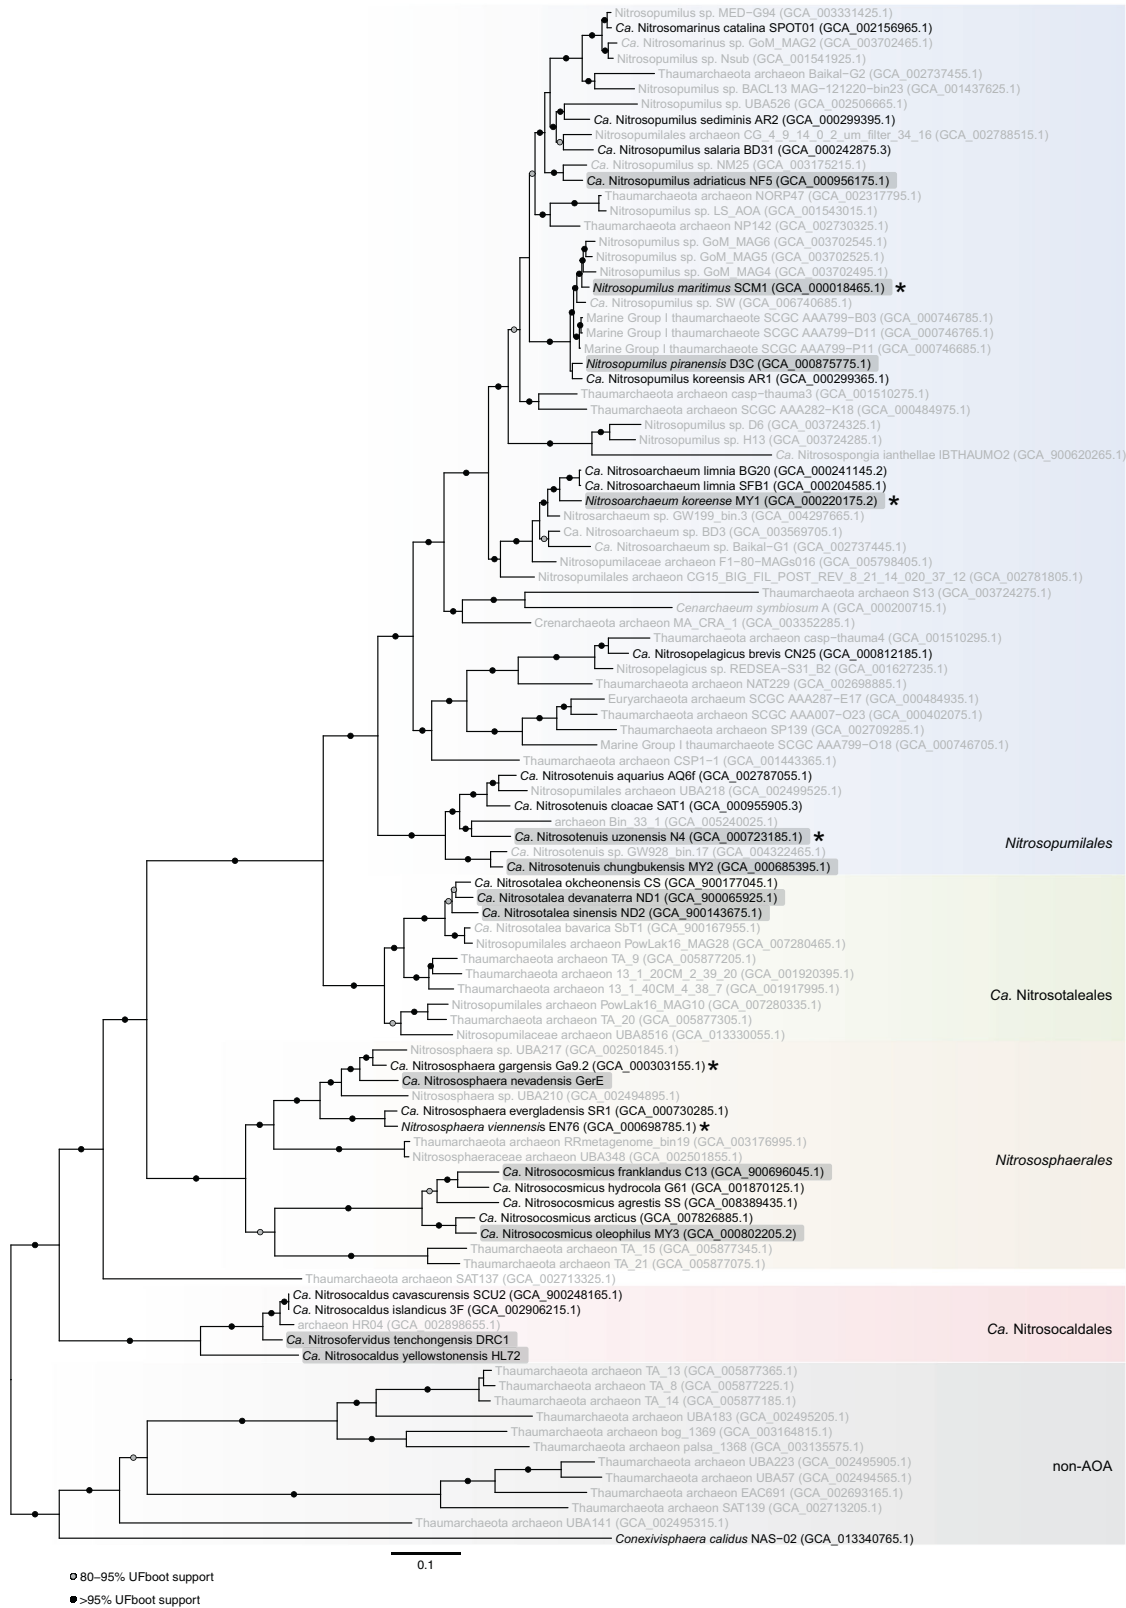 Nitrosopumilus sp. MED−G94 (GCA_003331425.1)
Ca. Nitrosomarinus catalina SPOT01 (GCA_002156965.1)
Ca. Nitrosomarinus sp. GoM_MAG2 (GCA_003702465.1)
Nitrosopumilus sp. Nsub (GCA_001541925.1)
Thaumarchaeota archaeon Baikal−G2 (GCA_002737455.1)
Nitrosopumilus sp. BACL13 MAG−121220−bin23 (GCA_001437625.1)
Nitrosopumilus sp. UBA526 (GCA_002506665.1)
Ca. Nitrosopumilus sediminis AR2 (GCA_000299395.1)
Nitrosopumilales archaeon CG_4_9_14_0_2_um_filter_34_16 (GCA_002788515.1)
Ca. Nitrosopumilus salaria BD31 (GCA_000242875.3)
Ca. Nitrosopumilus sp. NM25 (GCA_003175215.1)
Ca. Nitrosopumilus adriaticus NF5 (GCA_000956175.1)
Thaumarchaeota archaeon NORP47 (GCA_002317795.1)
Nitrosopumilus sp. LS_AOA (GCA_001543015.1)
Thaumarchaeota archaeon NP142 (GCA_002730325.1)
Nitrosopumilus sp. GoM_MAG6 (GCA_003702545.1)
Nitrosopumilus sp. GoM_MAG5 (GCA_003702525.1)
Nitrosopumilus sp. GoM_MAG4 (GCA_003702495.1)
Nitrosopumilus maritimus SCM1 (GCA_000018465.1) *
Ca. Nitrosopumilus sp. SW (GCA_006740685.1)
Marine Group I thaumarchaeote SCGC AAA799−B03 (GCA_000746785.1)
Marine Group I thaumarchaeote SCGC AAA799−D11 (GCA_000746765.1)
Marine Group I thaumarchaeote SCGC AAA799−P11 (GCA_000746685.1)
Nitrosopumilus piranensis D3C (GCA_000875775.1)
Ca. Nitrosopumilus koreensis AR1 (GCA_000299365.1)
Thaumarchaeota archaeon casp−thauma3 (GCA_001510275.1)
Thaumarchaeota archaeon SCGC AAA282−K18 (GCA_000484975.1)
Nitrosopumilus sp. D6 (GCA_003724325.1)
Nitrosopumilus sp. H13 (GCA_003724285.1)
Ca. Nitrosospongia ianthellae IBTHAUMO2 (GCA_900620265.1)
Ca. Nitrosoarchaeum limnia BG20 (GCA_000241145.2)
Ca. Nitrosoarchaeum limnia SFB1 (GCA_000204585.1)
Nitrosoarchaeum koreense MY1 (GCA_000220175.2) *
Nitrosarchaeum sp. GW199_bin.3 (GCA_004297665.1)
Ca. Nitrosoarchaeum sp. BD3 (GCA_003569705.1)
Ca. Nitrosoarchaeum sp. Baikal−G1 (GCA_002737445.1)
Nitrosopumilaceae archaeon F1−80−MAGs016 (GCA_005798405.1)
Nitrosopumilales archaeon CG15_BIG_FIL_POST_REV_8_21_14_020_37_12 (GCA_002781805.1)
Thaumarchaeota archaeon S13 (GCA_003724275.1)
Cenarchaeum symbiosum A (GCA_000200715.1)
Crenarchaeota archaeon MA_CRA_1 (GCA_003352285.1)
Thaumarchaeota archaeon casp−thauma4 (GCA_001510295.1)
Ca. Nitrosopelagicus brevis CN25 (GCA_000812185.1)
Nitrosopelagicus sp. REDSEA−S31_B2 (GCA_001627235.1)
Thaumarchaeota archaeon NAT229 (GCA_002698885.1)
Euryarchaeota archaeum SCGC AAA287−E17 (GCA_000484935.1)
Thaumarchaeota archaeon SCGC AAA007−O23 (GCA_000402075.1)
Thaumarchaeota archaeon SP139 (GCA_002709285.1)
Marine Group I thaumarchaeote SCGC AAA799−O18 (GCA_000746705.1)
Thaumarchaeota archaeon CSP1−1 (GCA_001443365.1)
Ca. Nitrosotenuis aquarius AQ6f (GCA_002787055.1)
Nitrosopumilales archaeon UBA218 (GCA_002499525.1)
Ca. Nitrosotenuis cloacae SAT1 (GCA_000955905.3)
archaeon Bin_33_1 (GCA_005240025.1)
Ca. Nitrosotenuis uzonensis N4 (GCA_000723185.1) *
Nitrosopumilales
Ca. Nitrosotenuis sp. GW928_bin.17 (GCA_004322465.1)
Ca. Nitrosotenuis chungbukensis MY2 (GCA_000685395.1)
Ca. Nitrosotalea okcheonensis CS (GCA_900177045.1)
Ca. Nitrosotalea devanaterra ND1 (GCA_900065925.1)
Ca. Nitrosotalea sinensis ND2 (GCA_900143675.1)
Ca. Nitrosotalea bavarica SbT1 (GCA_900167955.1)
Nitrosopumilales archaeon PowLak16_MAG28 (GCA_007280465.1)
Thaumarchaeota archaeon TA_9 (GCA_005877205.1)
Thaumarchaeota archaeon 13_1_20CM_2_39_20 (GCA_001920395.1)
Thaumarchaeota archaeon 13_1_40CM_4_38_7 (GCA_001917995.1)
Ca. Nitrosotaleales
Nitrosopumilales archaeon PowLak16_MAG10 (GCA_007280335.1)
Thaumarchaeota archaeon TA_20 (GCA_005877305.1)
Nitrosopumilaceae archaeon UBA8516 (GCA_013330055.1)
Nitrososphaera sp. UBA217 (GCA_002501845.1)
Ca. Nitrososphaera gargensis Ga9.2 (GCA_000303155.1) *
Ca. Nitrososphaera nevadensis GerE
Nitrososphaera sp. UBA210 (GCA_002494895.1)
Ca. Nitrososphaera evergladensis SR1 (GCA_000730285.1)
Nitrososphaera viennensis EN76 (GCA_000698785.1) *
Thaumarchaeota archaeon RRmetagenome_bin19 (GCA_003176995.1)
Nitrososphaeraceae archaeon UBA348 (GCA_002501855.1)
Nitrososphaerales
Ca. Nitrosocosmicus franklandus C13 (GCA_900696045.1)
Ca. Nitrosocosmicus hydrocola G61 (GCA_001870125.1)
Ca. Nitrosocosmicus agrestis SS (GCA_008389435.1)
Ca. Nitrosocosmicus arcticus (GCA_007826885.1)
Ca. Nitrosocosmicus oleophilus MY3 (GCA_000802205.2)
Thaumarchaeota archaeon TA_15 (GCA_005877345.1)
Thaumarchaeota archaeon TA_21 (GCA_005877075.1)
Thaumarchaeota archaeon SAT137 (GCA_002713325.1)
Ca. Nitrosocaldus cavascurensis SCU2 (GCA_900248165.1)
Ca. Nitrosocaldus islandicus 3F (GCA_002906215.1)
archaeon HR04 (GCA_002898655.1)
Ca. Nitrosocaldales
Ca. Nitrosofervidus tenchongensis DRC1
Ca. Nitrosocaldus yellowstonensis HL72
Thaumarchaeota archaeon TA_13 (GCA_005877365.1)
Thaumarchaeota archaeon TA_8 (GCA_005877225.1)
Thaumarchaeota archaeon TA_14 (GCA_005877185.1)
Thaumarchaeota archaeon UBA183 (GCA_002495205.1)
Thaumarchaeota archaeon bog_1369 (GCA_003164815.1)
Thaumarchaeota archaeon palsa_1368 (GCA_003135575.1)
Thaumarchaeota archaeon UBA223 (GCA_002495905.1)
non-AOA
Thaumarchaeota archaeon UBA57 (GCA_002494565.1)
Thaumarchaeota archaeon EAC691 (GCA_002693165.1)
Thaumarchaeota archaeon SAT139 (GCA_002713205.1)
Thaumarchaeota archaeon UBA141 (GCA_002495315.1)
Conexivisphaera calidus NAS−02 (GCA_013340765.1)
0.1
80–95% UFboot support
>95% UFboot support